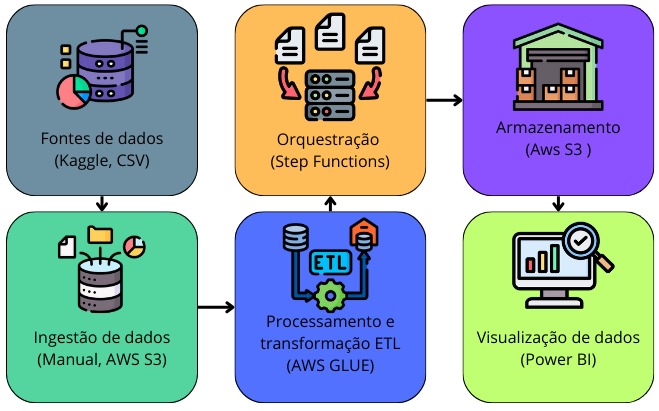 Fontes de dados
(Kaggle, CSV)
Ingestão de dados
(Manual, AWS S3)
ETL
Processamento e
transformação ETL
(AWS GLUE)
Orquestração
(Step Functions)
Armazenamento
(Aws S3 )
Visualização de dados
(Power BI)